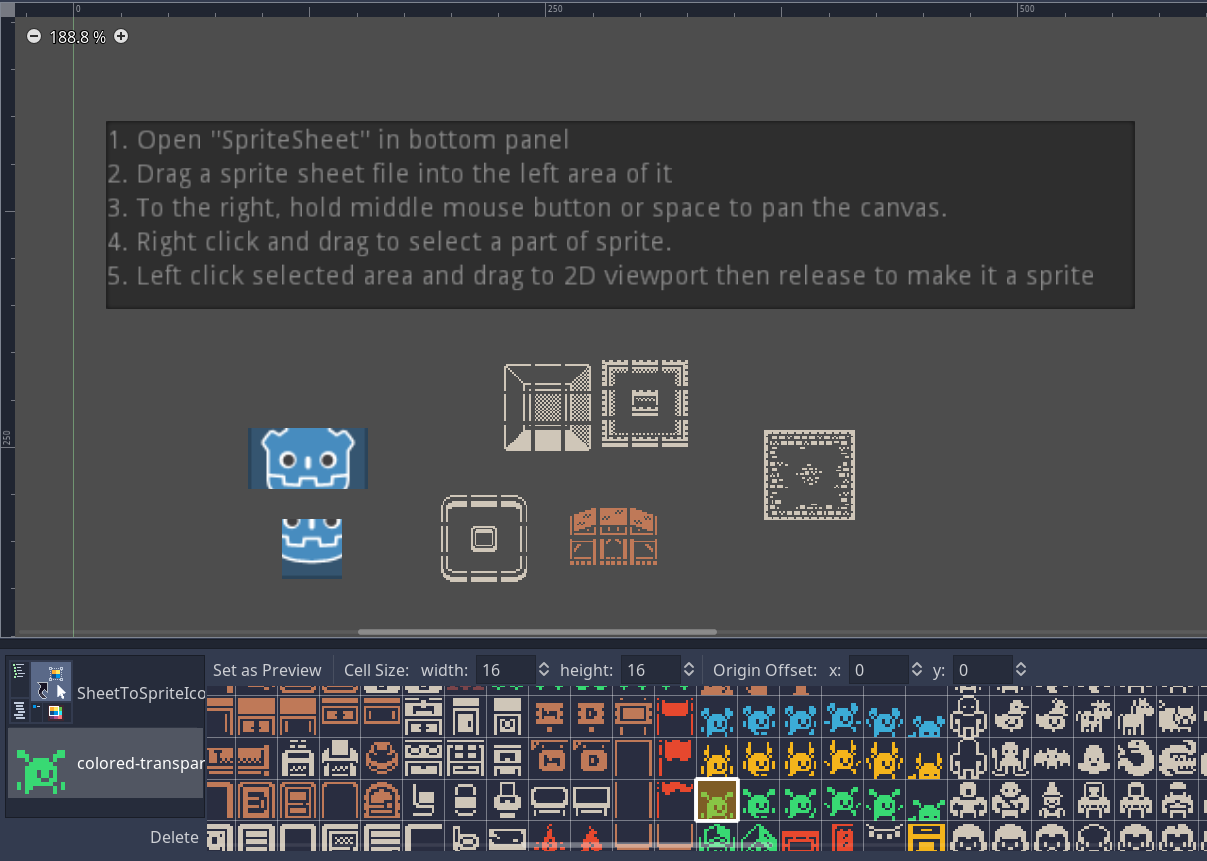 0
250
500
188.8 %
1. Open "SpriteSheet" in bottom panel
2. Drag a sprite sheet file into the left area of it
3. To the right, hold middle mouse button or space to pan the canvas.
4. Right click and drag to select a part of sprite.
5. Left click selected area and drag to 2D viewport then release to make it a sprite
250
SheetToSpriteIco
Set as Preview
Cell Size:
width: 16
height: 16
Origin Offset:
x: 0
y: 0
colored-transpar
Delete